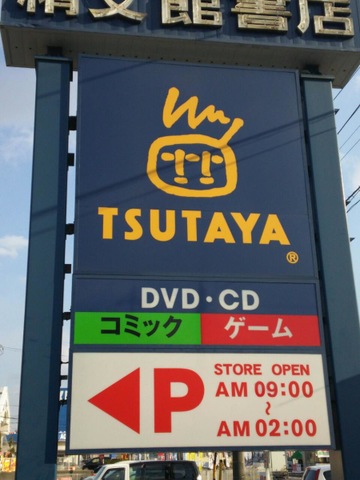 精文館書店
TSUTAYA
®
DVD・CD
コミック
ゲーム
P
STORE OPEN
AM 09:00
~
AM 02:00